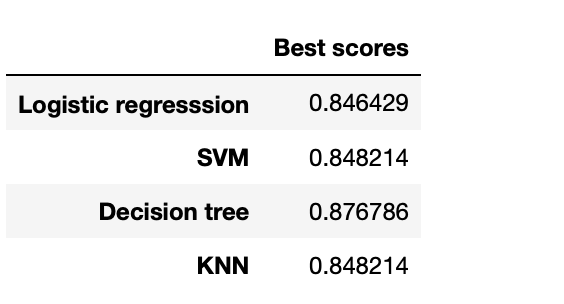 Best scores
Logistic regresssion 0.846429
SVM 0.848214
Decision tree 0.876786
KNN 0.848214